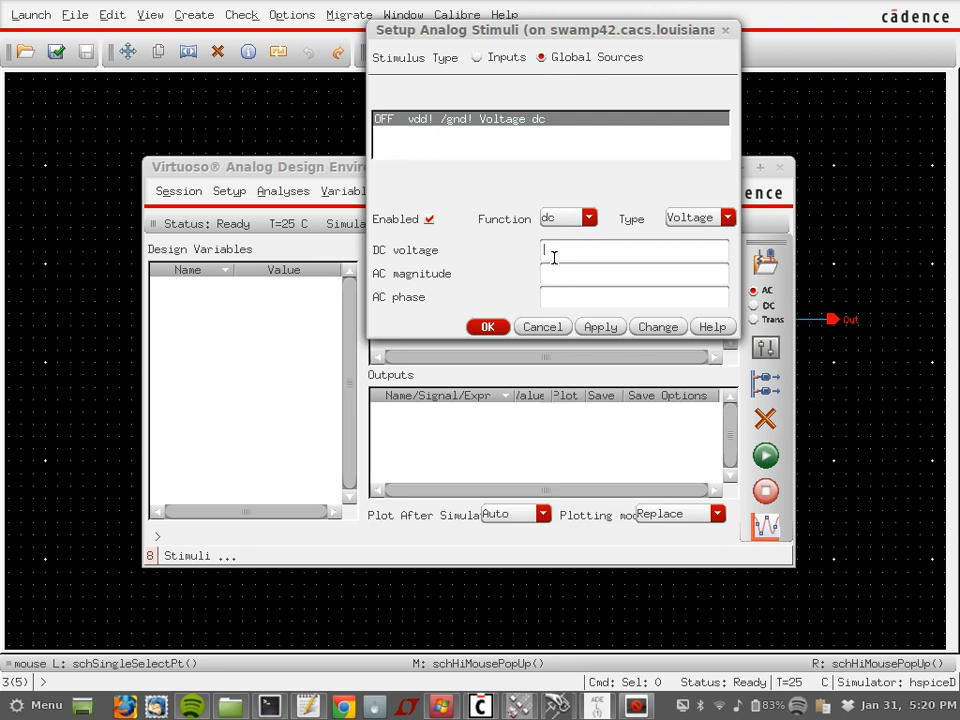 Launch File Edit View Create Check Options Migrate Window Calibre Help
cādence
Setup Analog Stimuli (on swamp42.cacs.louisiana
Stimulus Type Inputs Global Sources
OFF vdd! /gnd! Voltage dc
Enabled Function dc Type Voltage
DC voltage
AC magnitude
AC phase
OK Cancel Apply Change Help
Virtuoso® Analog Design Envir
Session Setup Analyses Variabl
ence
Status: Ready T=25 C Simula
Design Variables
Name Value
AC
DC
Trans
Out
Outputs
Name/Signal/Expr Value Plot Save Save Options
Plot After Simula Auto Plotting mod Replace
>
8 Stimuli ...
mouse L: schSingleSelectPt() M: schHiMousePopUp() R: schHiMousePopUp()
3(5) > Cmd: Sel: 0 Status: Ready T=25 C Simulator: hspiceD
Menu 83% Jan 31, 5:20 PM